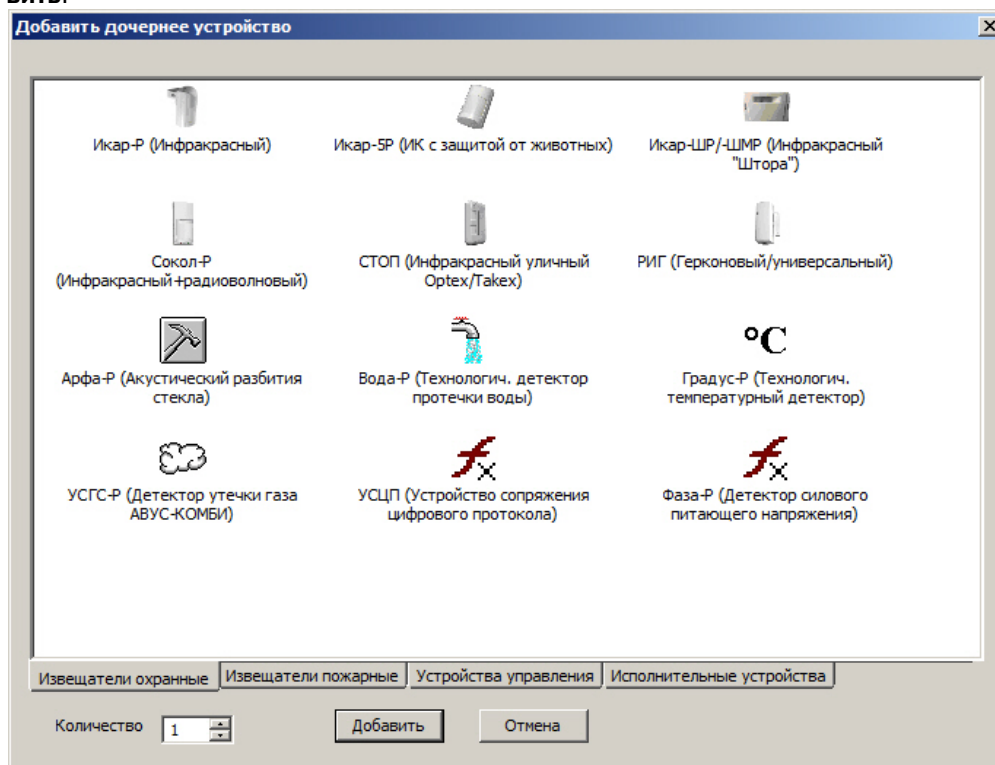 вить.
Добавить дочернее устройство
Икар-Р (Инфракрасный)
Икар-5Р (ИК с защитой от животных)
Икар-ШР/-ШМР (Инфракрасный
"Штора")
Сокол-Р
(Инфракрасный+радиоволновый)
СТОП (Инфракрасный уличный
Optex/Takex)
РИГ (Герконовый/универсальный)
°C
Арфа-Р (Акустический разбития
стекла)
Вода-Р (Технологич. детектор
протечки воды)
Градус-Р (Технологич.
температурный детектор)
fx
fx
УСГС-Р (Детектор утечки газа
АВУС-КОМБИ)
УСЦП (Устройство сопряжения
цифрового протокола)
Фаза-Р (Детектор силового
питающего напряжения)
Извещатели охранные
Извещатели пожарные
Устройства управления
Исполнительные устройства
Количество
1
Добавить
Отмена